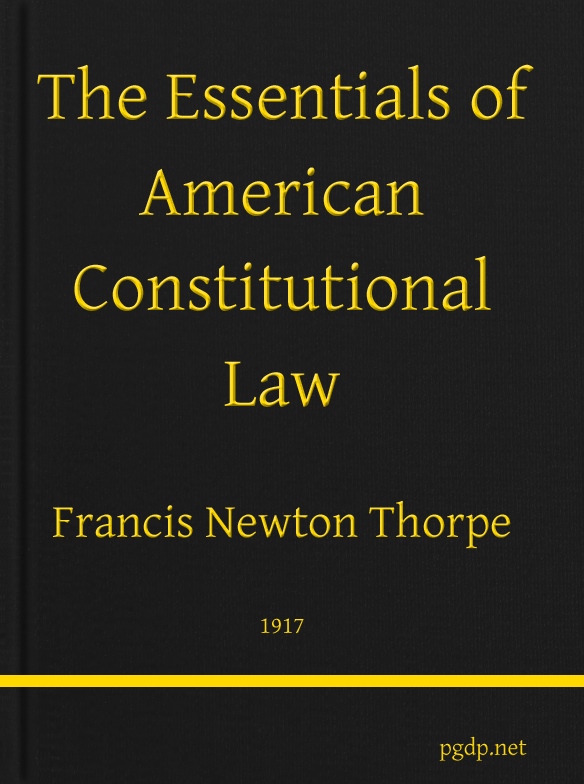 The Essentials of
American
Constitutional
Law
Francis Newton Thorpe
1917
pgdp.net